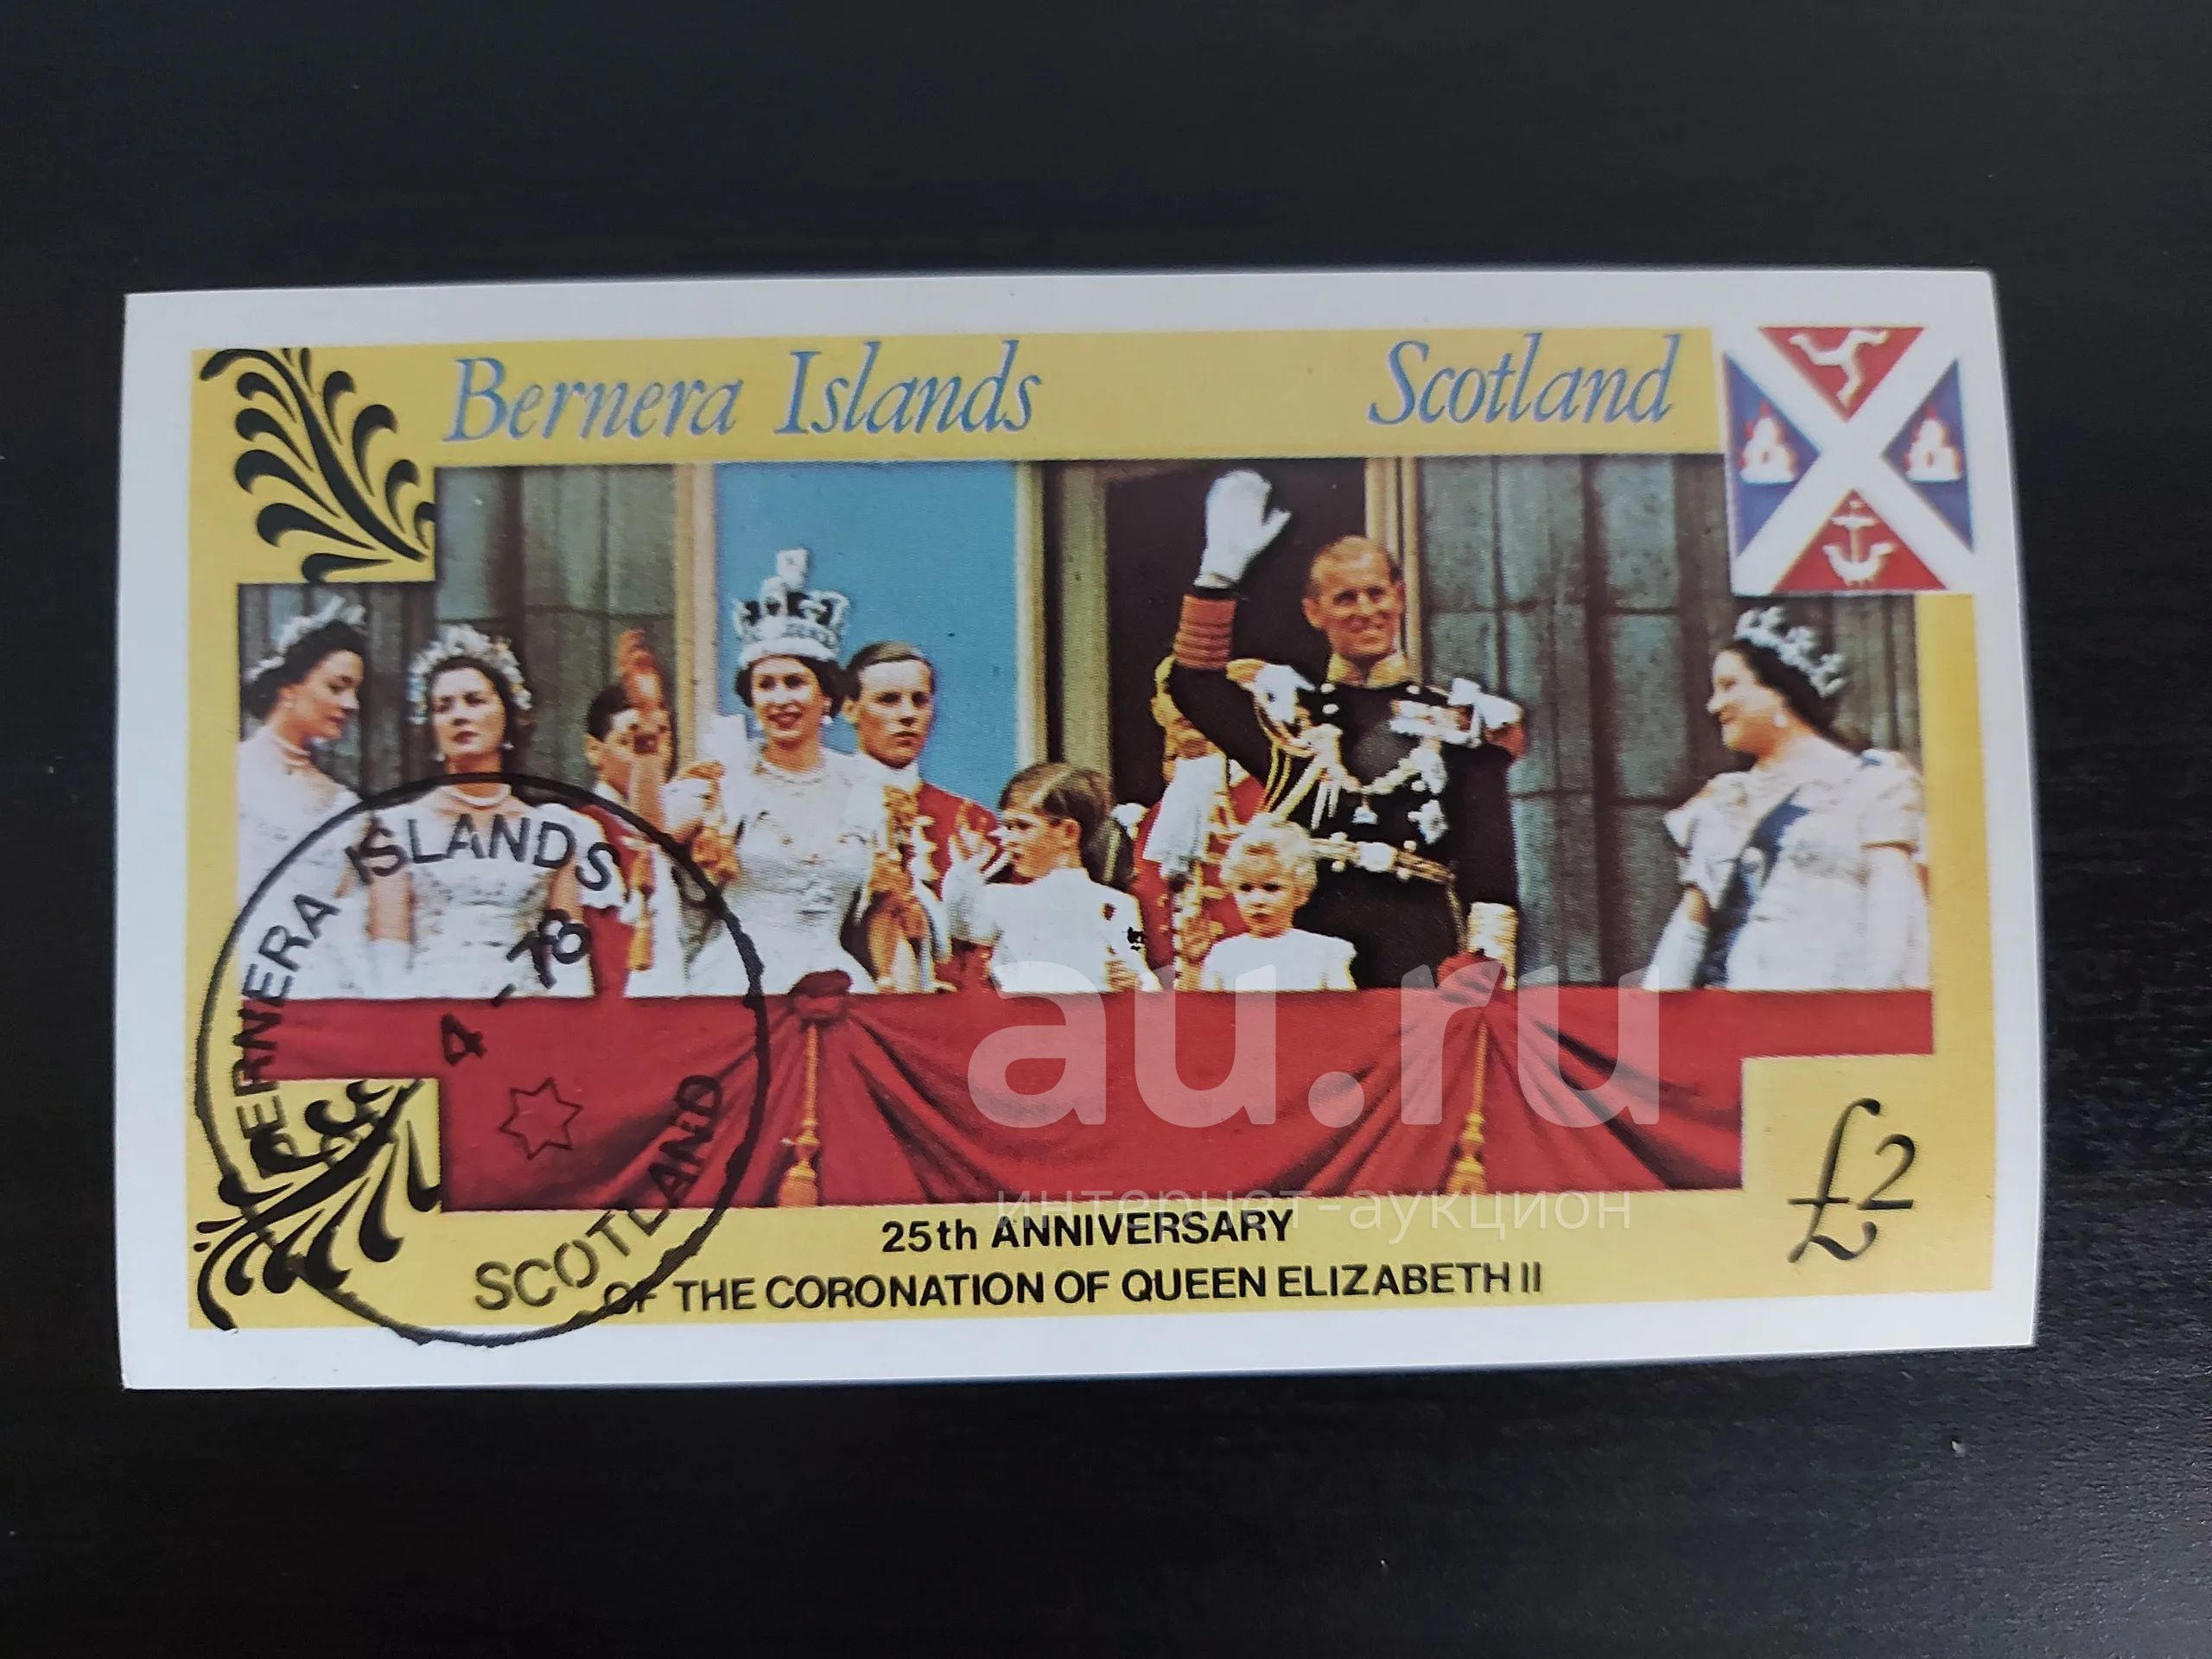 Bernera Islands Scotland
BERNERA ISLANDS
4-78
SCOTLAND
au.ru
интернет-аукцион
£2
25th ANNIVERSARY
OF THE CORONATION OF QUEEN ELIZABETH II